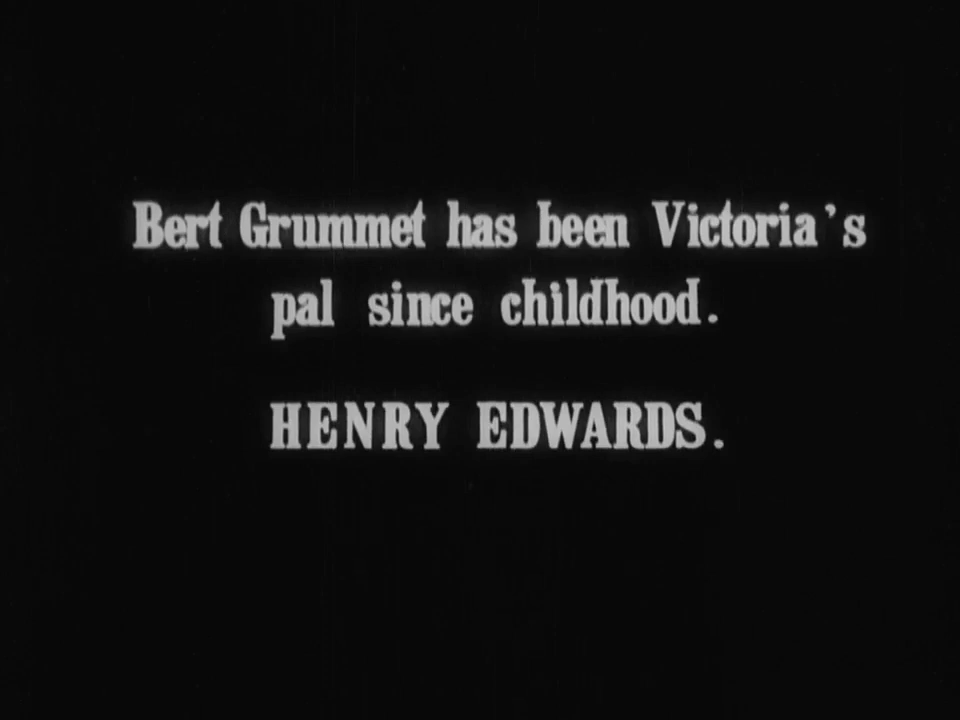 Bert Grummet has been Victoria's
pal since childhood.
HENRY EDWARDS.